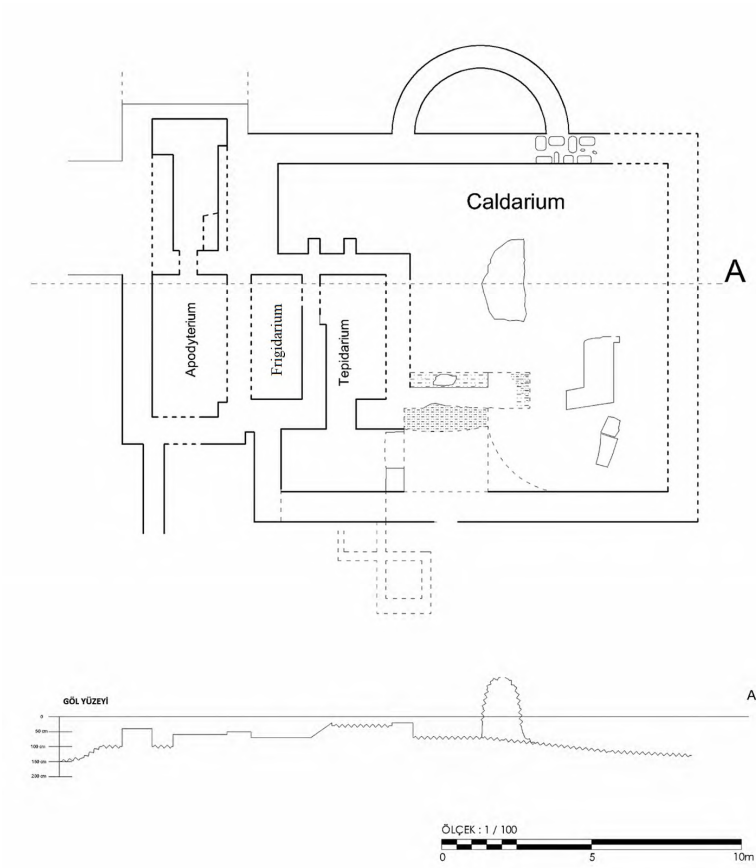 Caldarium
A
Apodyterium
Frigidarium
Tepidarium
GÖL YÜZEYİ
A
0
50 cm
100 cm
150 cm
200 cm
ÖLÇEK : 1 / 100
0 5 10m